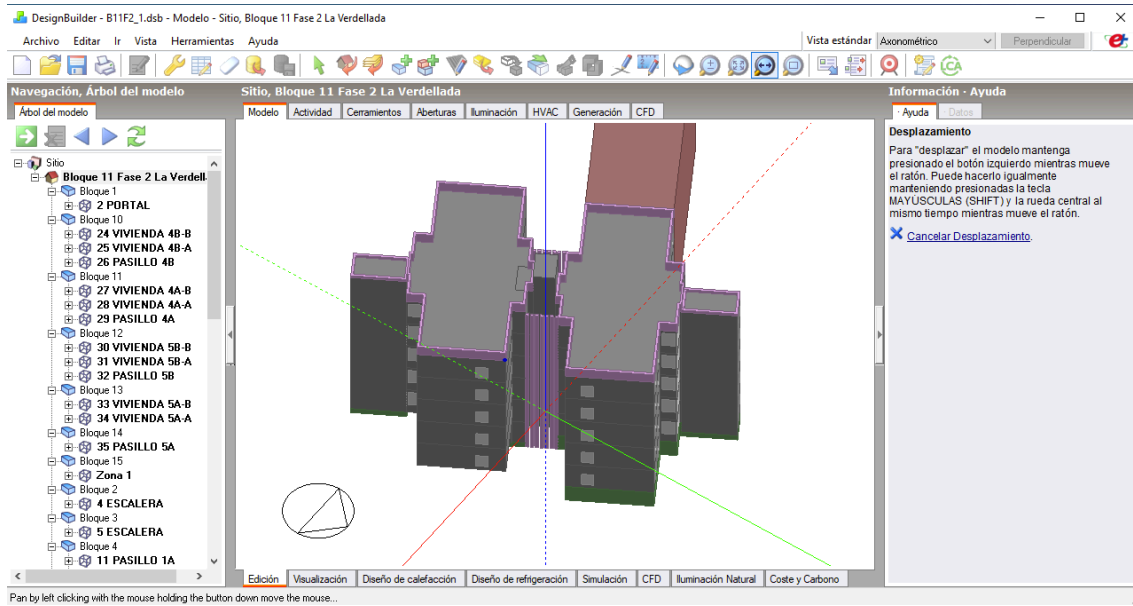 DesignBuilder - B11F2_1.dsb - Modelo - Sitio, Bloque 11 Fase 2 La Verdellada
Archivo Editar Ir Vista Herramientas Ayuda
Vista estándar Axonométrico Perpendicular
Navegación, Árbol del modelo
Árbol del modelo
Sitio
Bloque 11 Fase 2 La Verdell
Bloque 1
2 PORTAL
Bloque 10
24 VIVIENDA 4B-B
25 VIVIENDA 4B-A
26 PASILLO 4B
Bloque 11
27 VIVIENDA 4A-B
28 VIVIENDA 4A-A
29 PASILLO 4A
Bloque 12
30 VIVIENDA 5B-B
31 VIVIENDA 5B-A
32 PASILLO 5B
Bloque 13
33 VIVIENDA 5A-B
34 VIVIENDA 5A-A
Bloque 14
35 PASILLO 5A
Bloque 15
Zona 1
Bloque 2
4 ESCALERA
Bloque 3
5 ESCALERA
Bloque 4
11 PASILLO 1A
Sitio, Bloque 11 Fase 2 La Verdellada
Modelo Actividad Cerramientos Aberturas Iluminación HVAC Generación CFD
Edición Visualización Diseño de calefacción Diseño de refrigeración Simulación CFD Iluminación Natural Coste y Carbono
Información · Ayuda
· Ayuda · Datos
Desplazamiento
Para "desplazar" el modelo mantenga
presionado el botón izquierdo mientras mueve
el ratón. Puede hacerlo igualmente
manteniendo presionadas la tecla
MAYÚSCULAS (SHIFT) y la rueda central al
mismo tiempo mientras mueve el ratón.
Cancelar Desplazamiento.
Pan by left clicking with the mouse holding the button down move the mouse...